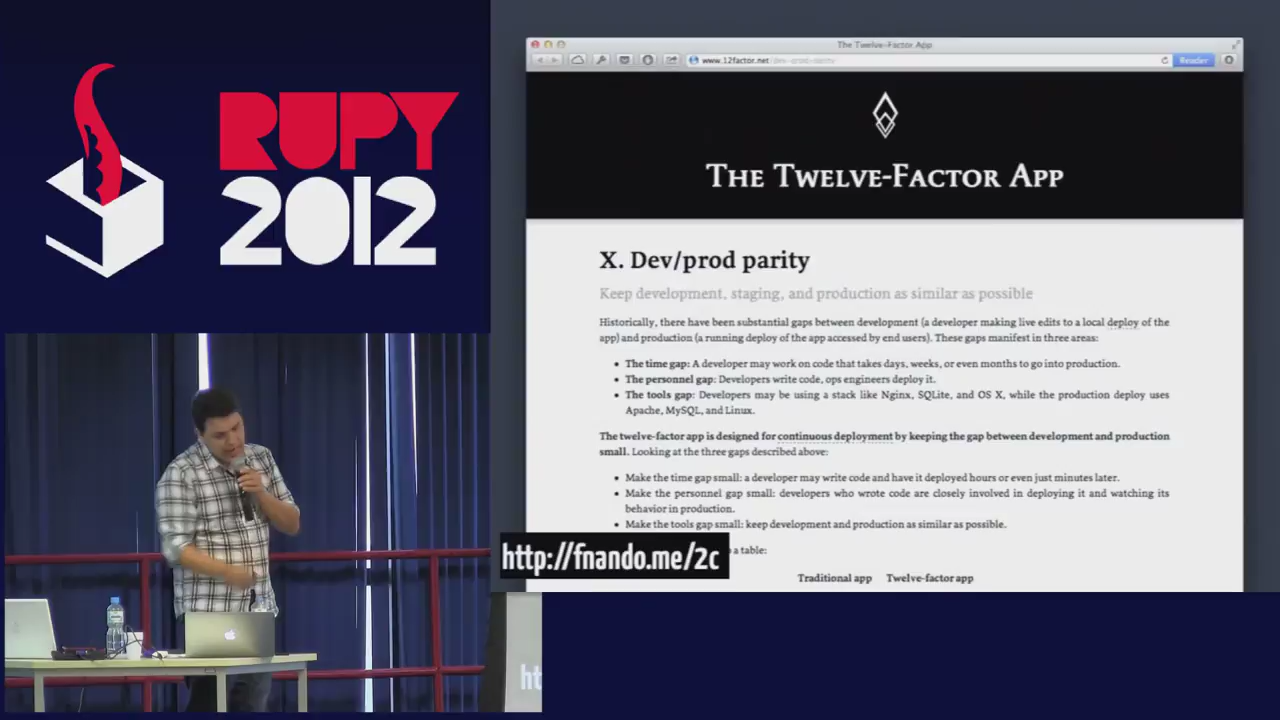 RUPY
2012
The Twelve-Factor App
www.12factor.net/dev-prod-parity
Reader
The Twelve-Factor App
X. Dev/prod parity
Keep development, staging, and production as similar as possible
Historically, there have been substantial gaps between development (a developer making live edits to a local deploy of the
app) and production (a running deploy of the app accessed by end users). These gaps manifest in three areas:
• The time gap: A developer may work on code that takes days, weeks, or even months to go into production.
• The personnel gap: Developers write code, ops engineers deploy it.
• The tools gap: Developers may be using a stack like Nginx, SQLite, and OS X, while the production deploy uses
Apache, MySQL, and Linux.
The twelve-factor app is designed for continuous deployment by keeping the gap between development and production
small. Looking at the three gaps described above:
• Make the time gap small: a developer may write code and have it deployed hours or even just minutes later.
• Make the personnel gap small: developers who wrote code are closely involved in deploying it and watching its
behavior in production.
• Make the tools gap small: keep development and production as similar as possible.
a table:
http://fnando.me/2c
Traditional app Twelve-factor app
ht